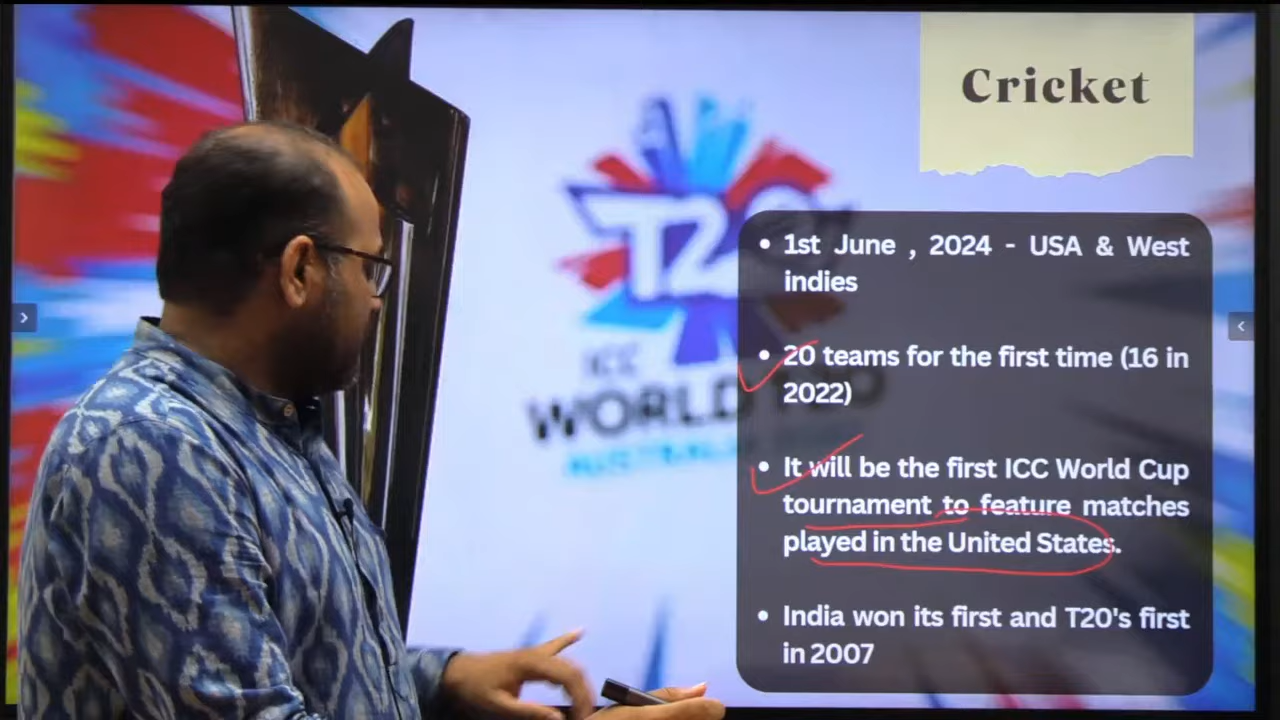 Cricket
T20
ICC
WORLD
AUSTRALIA
• 1st June , 2024 - USA & West
indies
• 20 teams for the first time (16 in
2022)
• It will be the first ICC World Cup
tournament to feature matches
played in the United States.
• India won its first and T20's first
in 2007